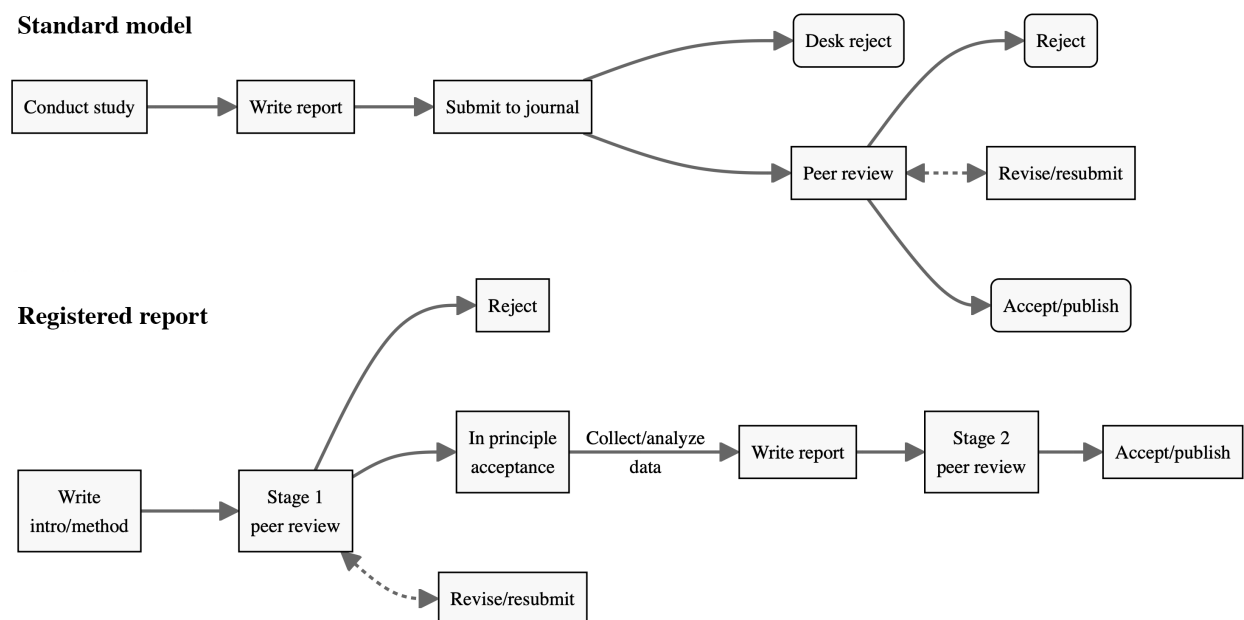 Standard model
Desk reject
Reject
Conduct study
Write report
Submit to journal
Peer review
Revise/resubmit
Accept/publish
Registered report
Reject
In principle
acceptance
Collect/analyze
data
Write report
Stage 2
peer review
Accept/publish
Write
intro/method
Stage 1
peer review
Revise/resubmit